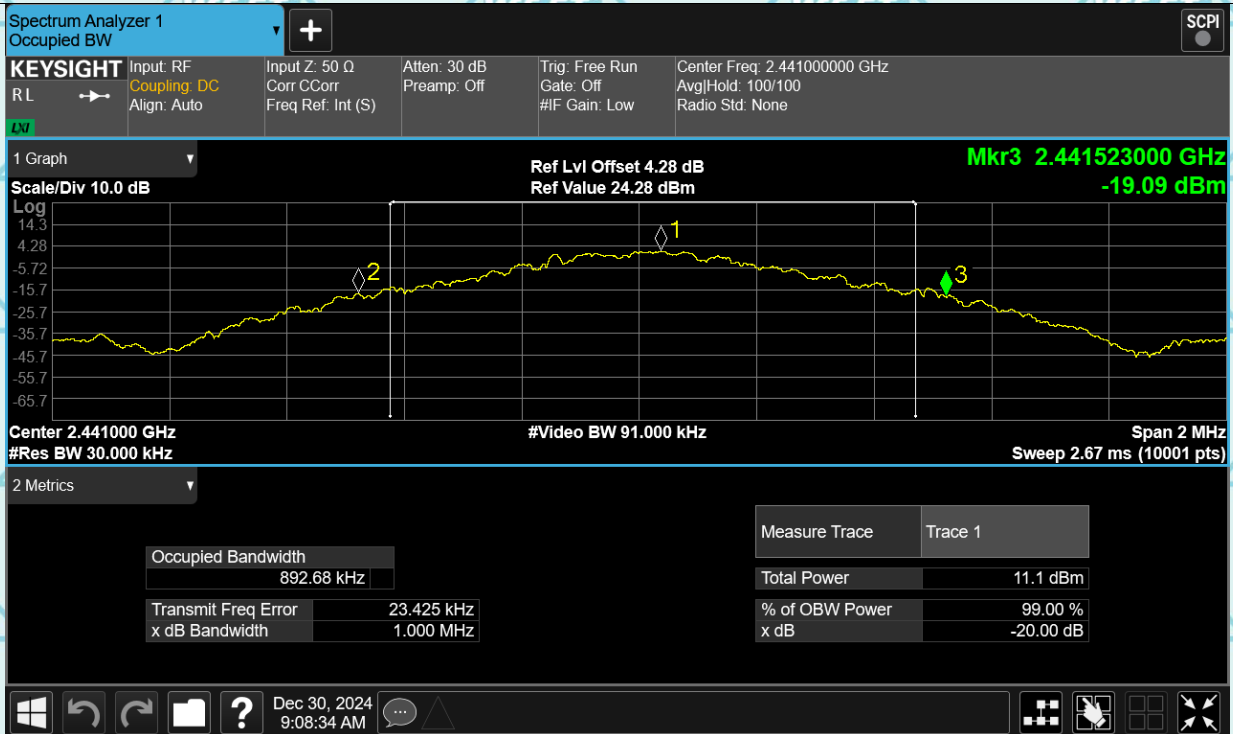 Spectrum Analyzer 1
Occupied BW
+
SCPI
KEYSIGHT
RL
LXI
Input: RF
Coupling: DC
Align: Auto
Input Z: 50 Ω
Corr CCorr
Freq Ref: Int (S)
Atten: 30 dB
Preamp: Off
Trig: Free Run
Gate: Off
#IF Gain: Low
Center Freq: 2.441000000 GHz
Avg|Hold: 100/100
Radio Std: None
1 Graph
Scale/Div 10.0 dB
Ref Lvl Offset 4.28 dB
Ref Value 24.28 dBm
Mkr3 2.441523000 GHz
-19.09 dBm
Log
14.3
4.28
-5.72
-15.7
-25.7
-35.7
-45.7
-55.7
-65.7
1
2
3
Center 2.441000 GHz
#Res BW 30.000 kHz
#Video BW 91.000 kHz
Span 2 MHz
Sweep 2.67 ms (10001 pts)
2 Metrics
Occupied Bandwidth
892.68 kHz
Transmit Freq Error 23.425 kHz
x dB Bandwidth 1.000 MHz
Measure Trace Trace 1
Total Power 11.1 dBm
% of OBW Power 99.00 %
x dB -20.00 dB
?
Dec 30, 2024
9:08:34 AM